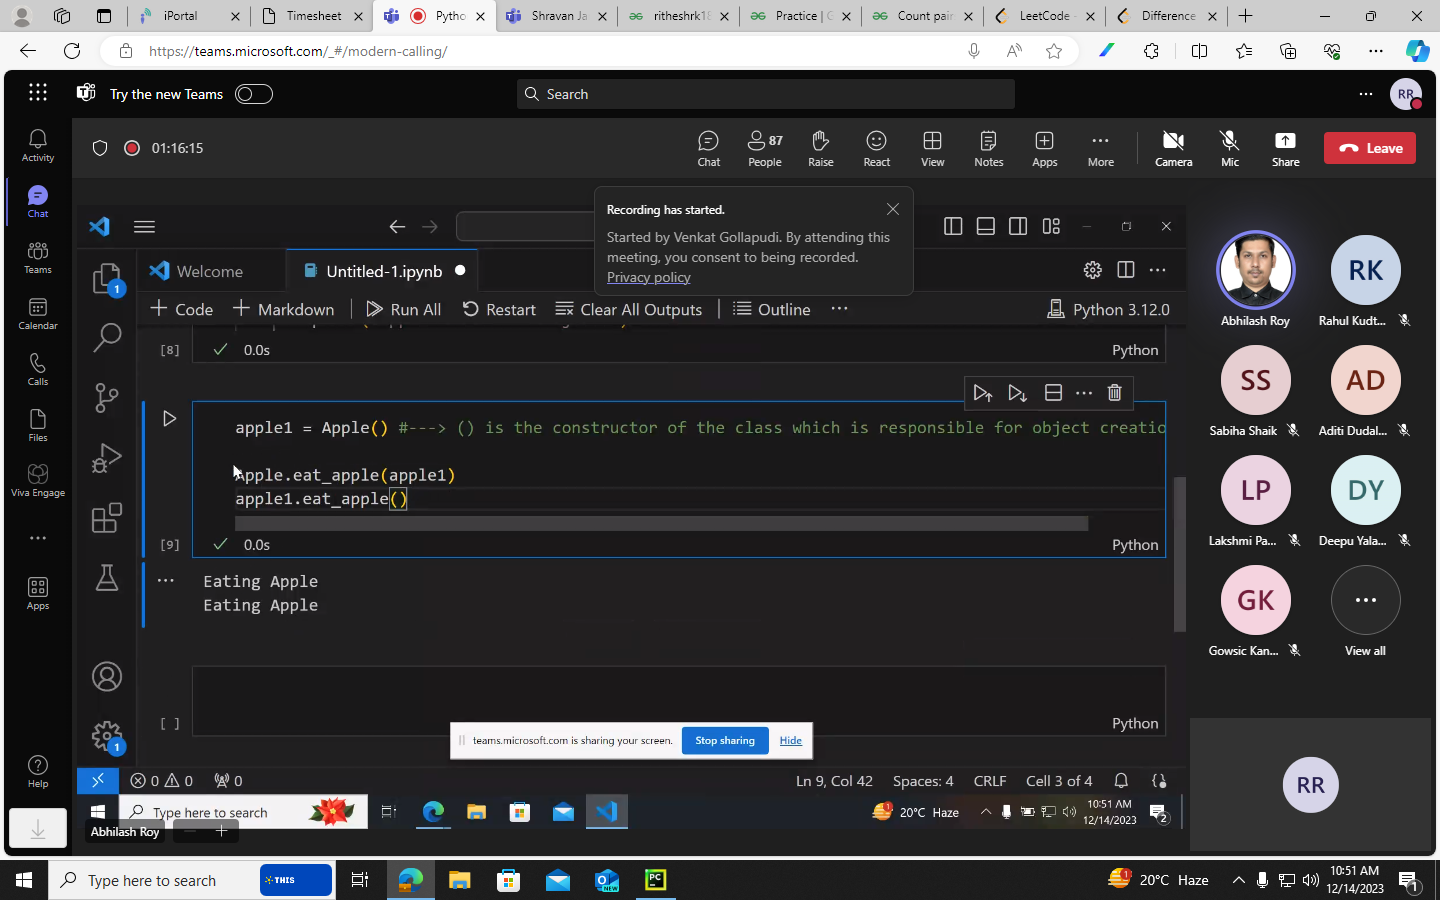 iPortal
Timesheet
Pytho
Shravan Ja
ritheshrk18
Practice | G
Count pair
LeetCode -
Difference
https://teams.microsoft.com/_#/modern-calling/
Try the new Teams
Search
RR
Activity
Chat
Teams
Calendar
Calls
Files
Viva Engage
Apps
Help
01:16:15
Chat
87
People
Raise
React
View
Notes
Apps
More
Camera
Mic
Share
Leave
Recording has started.
Started by Venkat Gollapudi. By attending this
meeting, you consent to being recorded.
Privacy policy
Welcome
Untitled-1.ipynb
Code
Markdown
Run All
Restart
Clear All Outputs
Outline
Python 3.12.0
[8]
0.0s
Python
apple1 = Apple() #---> () is the constructor of the class which is responsible for object creatio
Apple.eat_apple(apple1)
apple1.eat_apple()
[9]
0.0s
Python
Eating Apple
Eating Apple
[ ]
Python
teams.microsoft.com is sharing your screen.
Stop sharing
Hide
1
1
0 0 0
Ln 9, Col 42
Spaces: 4
CRLF
Cell 3 of 4
Type here to search
20°C Haze
10:51 AM
12/14/2023
2
Abhilash Roy
Abhilash Roy
RK
Rahul Kudt...
SS
Sabiha Shaik
AD
Aditi Dudal...
LP
Lakshmi Pa...
DY
Deepu Yala...
GK
Gowsic Kan...
View all
RR
Type here to search
THIS
20°C Haze
10:51 AM
12/14/2023
1